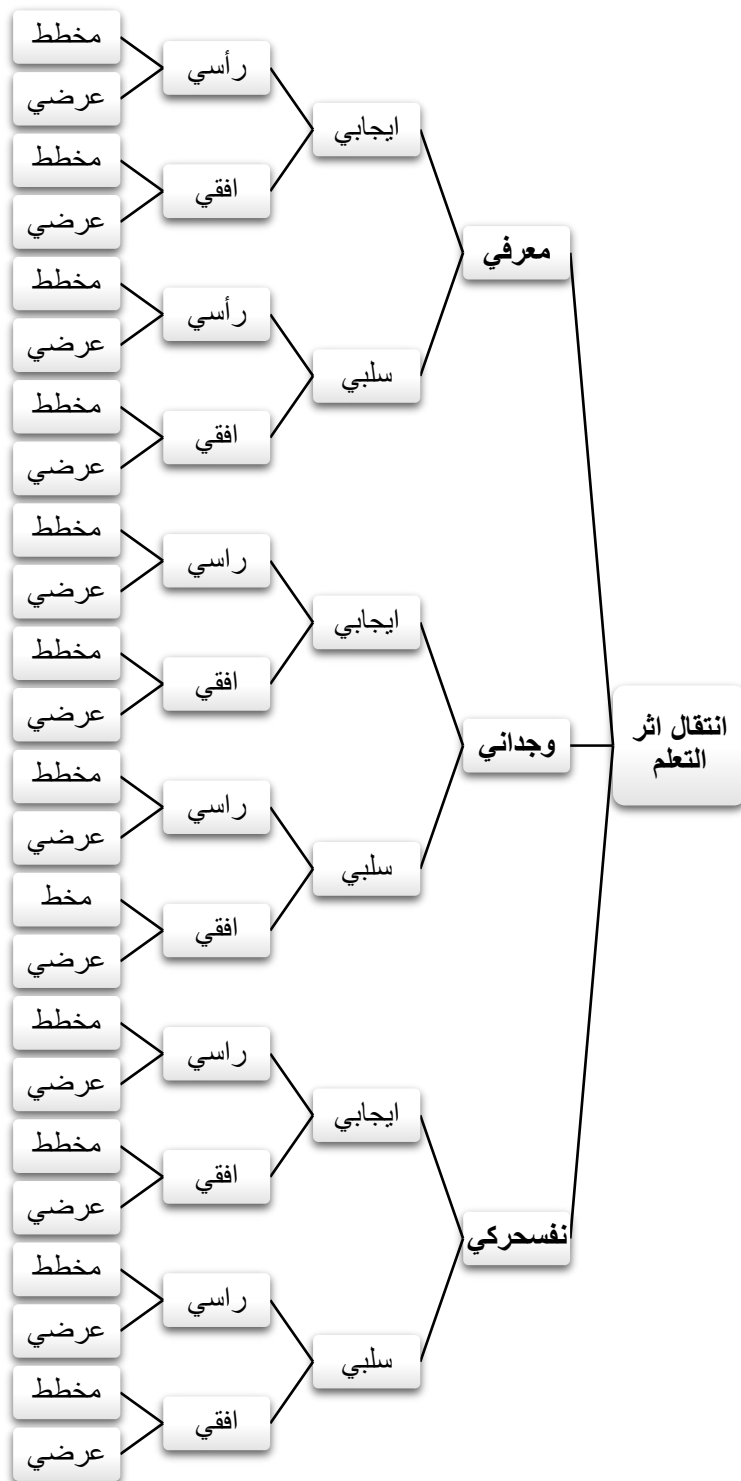 انتقال اثر
التعلم
معرفي
ايجابي
رأسي
مخطط
عرضي
افقي
مخطط
عرضي
سلبي
رأسي
مخطط
عرضي
افقي
مخطط
عرضي
وجداني
ايجابي
راسي
مخطط
عرضي
افقي
مخطط
عرضي
سلبي
راسي
مخطط
عرضي
افقي
مخط
عرضي
نفسحركي
ايجابي
راسي
مخطط
عرضي
افقي
مخطط
عرضي
سلبي
راسي
مخطط
عرضي
افقي
مخطط
عرضي